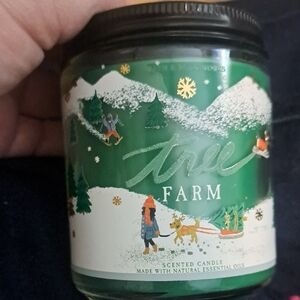 tree
FARM
SCENTED CANDLE
MADE WITH NATURAL ESSENTIAL OILS